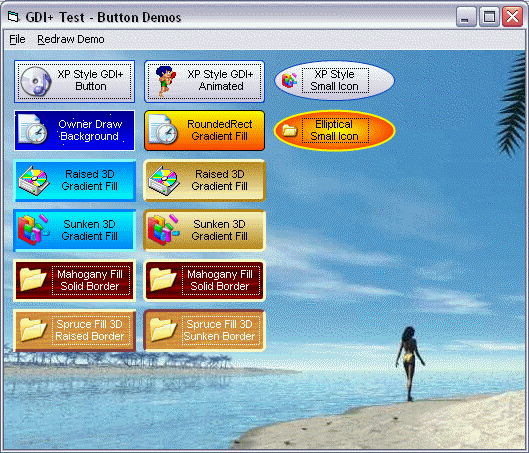 GDI+ Test - Button Demos
File Redraw Demo
XP Style GDI+
Button
XP Style GDI+
Animated
XP Style
Small Icon
Owner Draw
Background
RoundedRect
Gradient Fill
Elliptical
Small Icon
Raised 3D
Gradient Fill
Raised 3D
Gradient Fill
Sunken 3D
Gradient Fill
Sunken 3D
Gradient Fill
Mahogany Fill
Solid Border
Mahogany Fill
Solid Border
Spruce Fill 3D
Raised Border
Spruce Fill 3D
Sunken Border